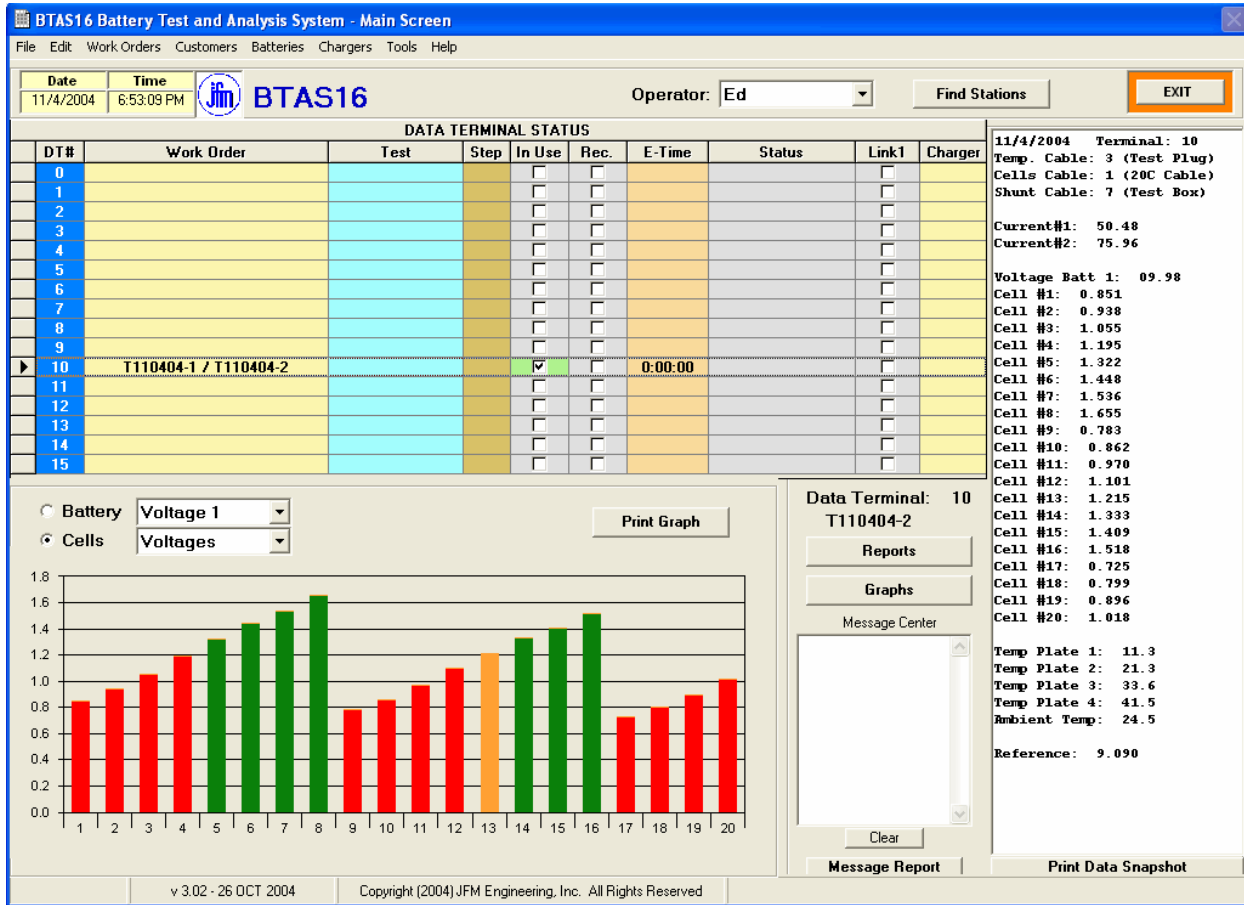 BTAS16 Battery Test and Analysis System - Main Screen
File Edit Work Orders Customers Batteries Chargers Tools Help
Date Time
11/4/2004 6:53:09 PM jfm BTAS16 Operator: Ed Find Stations EXIT
DATA TERMINAL STATUS
DT# Work Order Test Step In Use Rec. E-Time Status Link1 Charger
0
1
2
3
4
5
6
7
8
9
10 T110404-1 / T110404-2 0:00:00
11
12
13
14
15
11/4/2004 Terminal: 10
Temp. Cable: 3 (Test Plug)
Cells Cable: 1 (20C Cable)
Shunt Cable: 7 (Test Box)
Current#1: 50.48
Current#2: 75.96
Voltage Batt 1: 09.98
Cell #1: 0.851
Cell #2: 0.938
Cell #3: 1.055
Cell #4: 1.195
Cell #5: 1.322
Cell #6: 1.448
Cell #7: 1.536
Cell #8: 1.655
Cell #9: 0.783
Cell #10: 0.862
Cell #11: 0.970
Cell #12: 1.101
Cell #13: 1.215
Cell #14: 1.333
Cell #15: 1.409
Cell #16: 1.518
Cell #17: 0.725
Cell #18: 0.799
Cell #19: 0.896
Cell #20: 1.018
Temp Plate 1: 11.3
Temp Plate 2: 21.3
Temp Plate 3: 33.6
Temp Plate 4: 41.5
Ambient Temp: 24.5
Reference: 9.090
Print Data Snapshot
Battery Voltage 1
Cells Voltages
Print Graph
1.8
1.6
1.4
1.2
1.0
0.8
0.6
0.4
0.2
0.0
1 2 3 4 5 6 7 8 9 10 11 12 13 14 15 16 17 18 19 20
Data Terminal: 10
T110404-2
Reports
Graphs
Message Center
Clear
Message Report
v 3.02 - 26 OCT 2004 Copyright (2004) JFM Engineering, Inc. All Rights Reserved